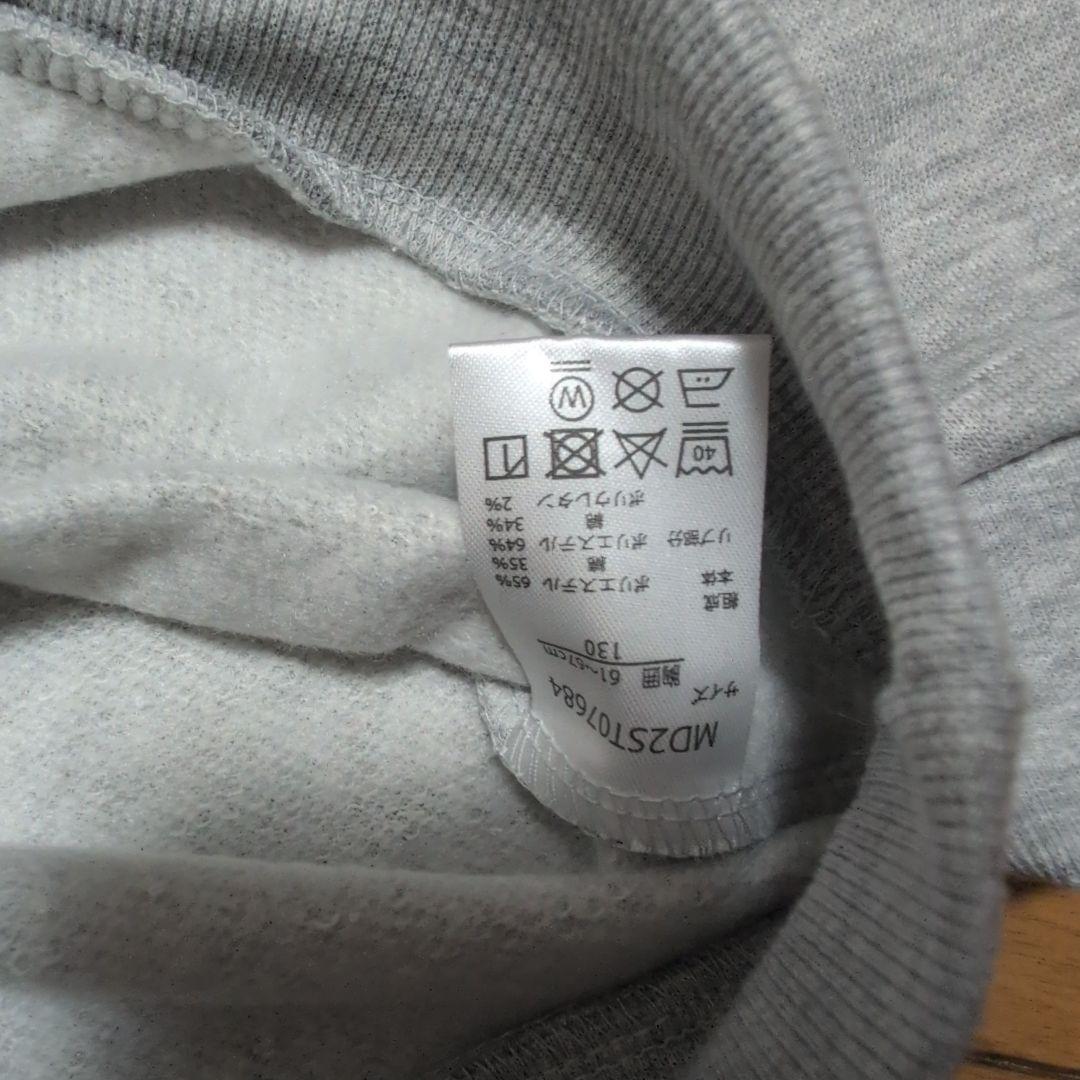 MD2ST07684
サイズ
胸囲 61~67cm
130
組成
本体 ポリエステル 65%
綿 35%
リブ部分 ポリエステル 64%
綿 34%
ポリウレタン 2%
40
W